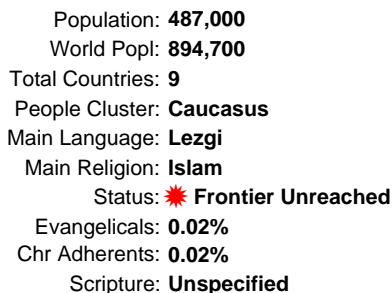 Population: 487,000
World Popl: 894,700
Total Countries: 9
People Cluster: Caucasus
Main Language: Lezgi
Main Religion: Islam
Status: Frontier Unreached
Evangelicals: 0.02%
Chr Adherents: 0.02%
Scripture: Unspecified